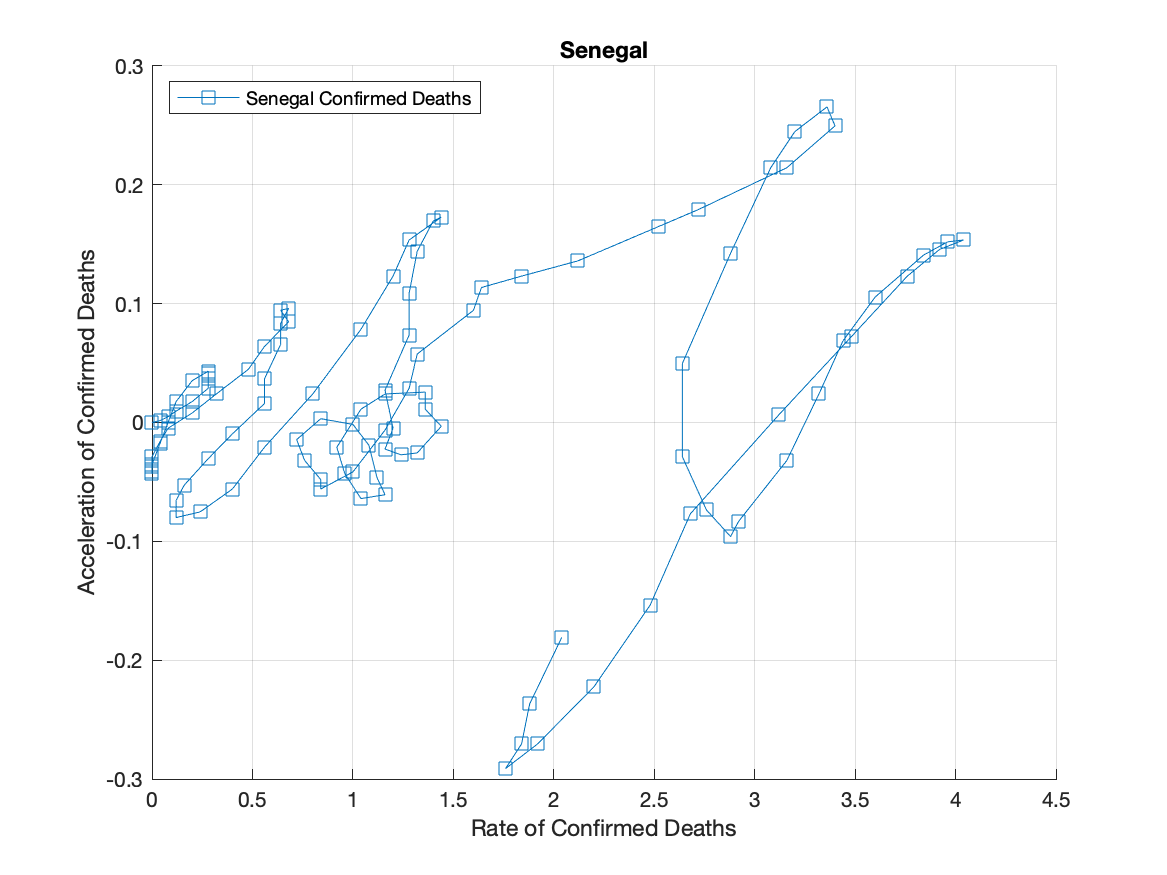 Senegal
Senegal Confirmed Deaths
Acceleration of Confirmed Deaths
0.3
0.2
0.1
0
-0.1
-0.2
-0.3
0 0.5 1 1.5 2 2.5 3 3.5 4 4.5
Rate of Confirmed Deaths